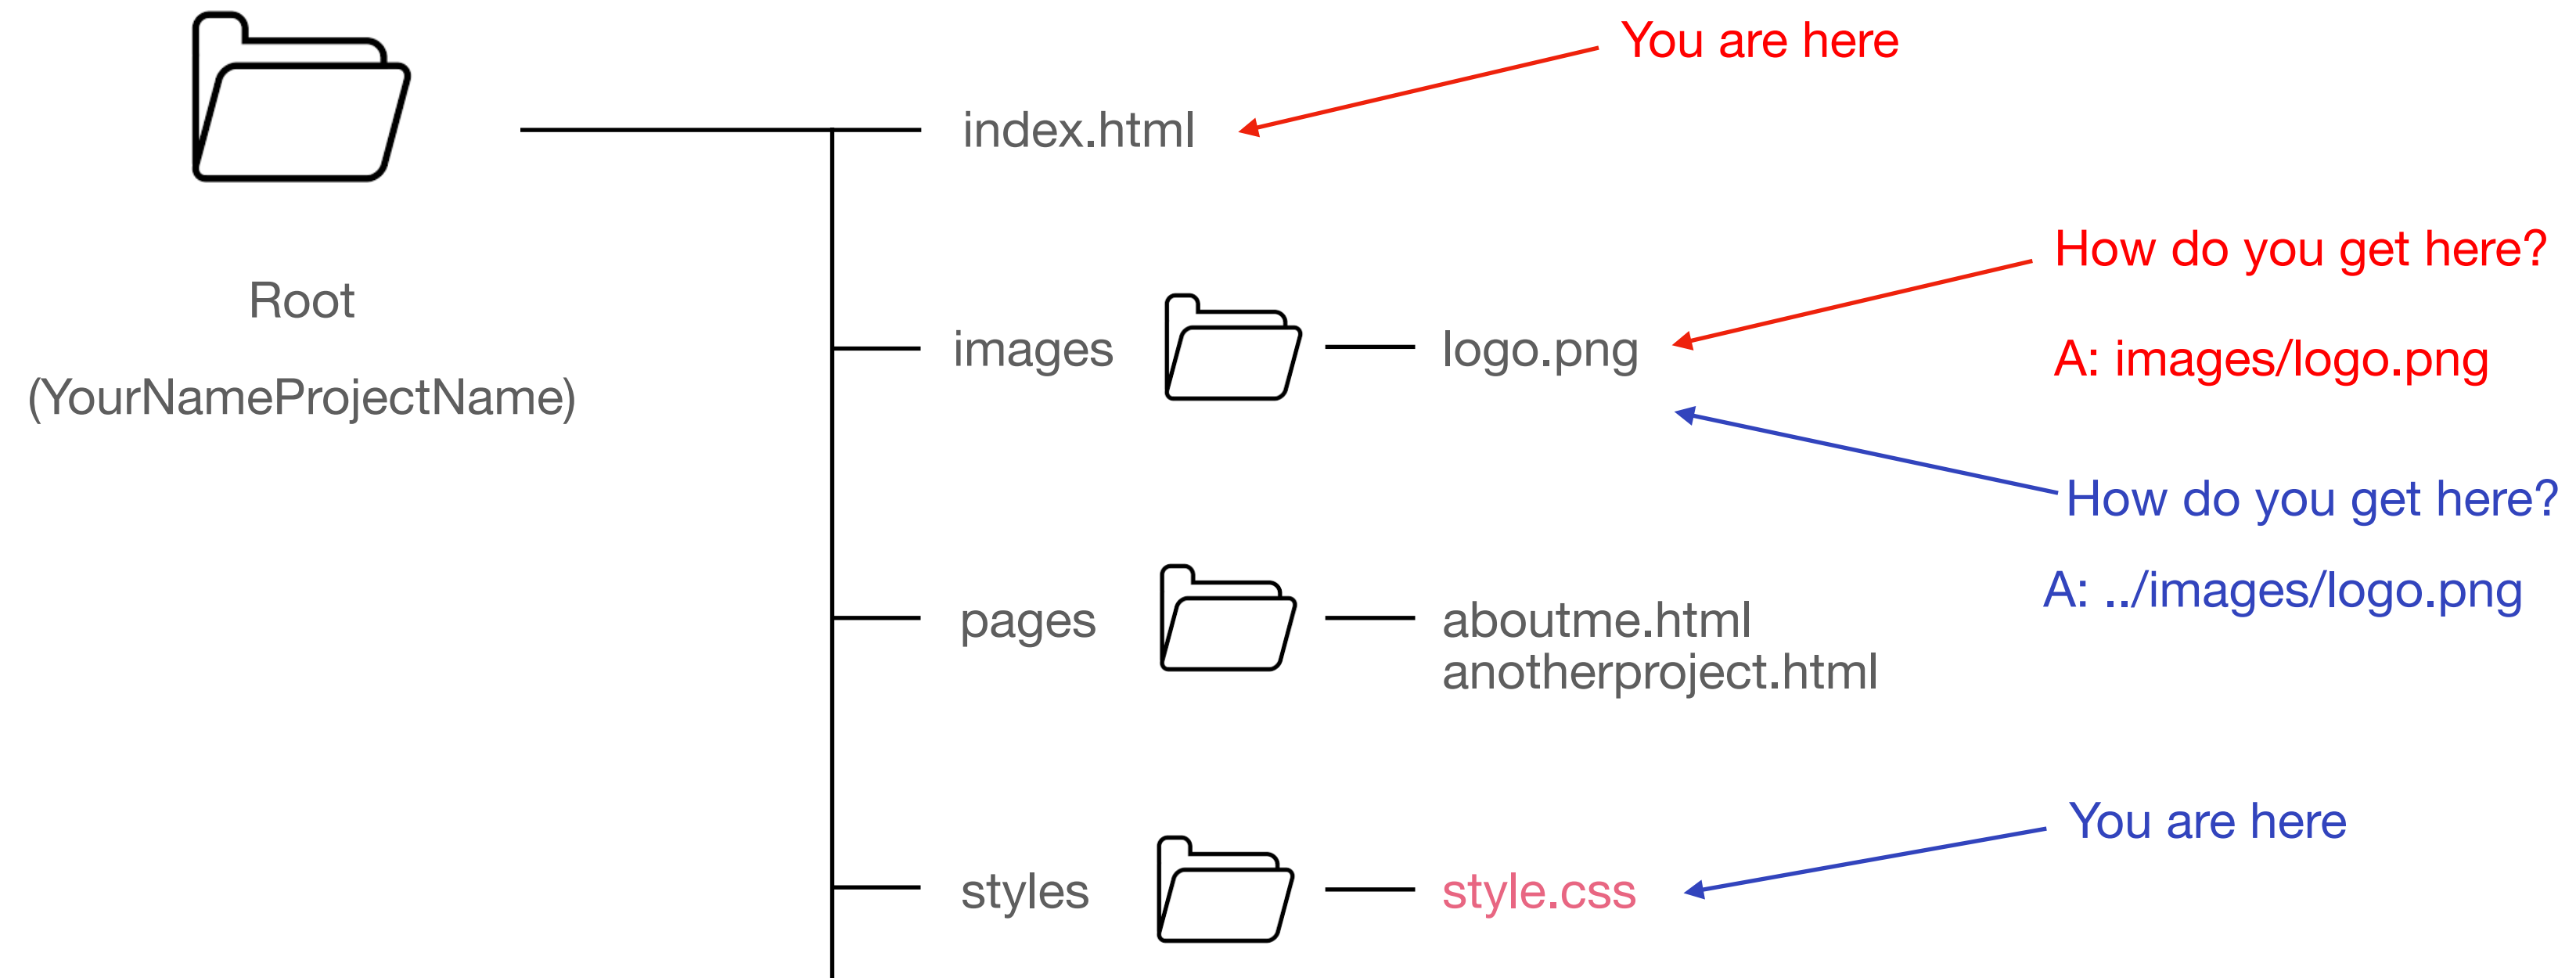 You are here
index.html
How do you get here?
Root
images
logo.png
A: images/logo.png
(YourNameProjectName)
How do you get here?
A: ../images/logo.png
pages
aboutme.html
anotherproject.html
You are here
styles
style.css